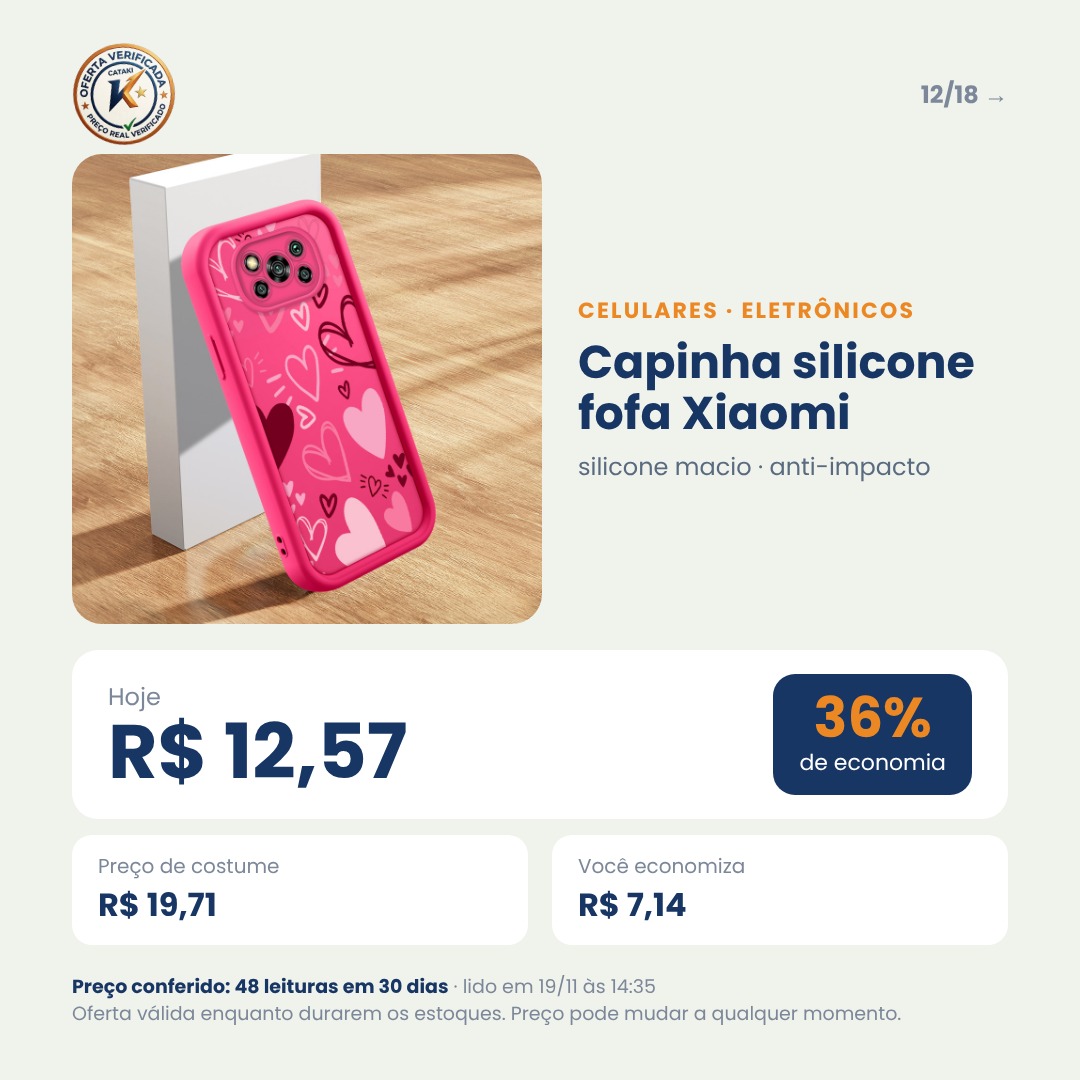 OFERTA VERIFICADA
CATAKI
K
PREÇO REAL VERIFICADO
12/18 →
CELULARES · ELETRÔNICOS
Capinha silicone
fofa Xiaomi
silicone macio · anti-impacto
Hoje
R$ 12,57
36%
de economia
Preço de costume
R$ 19,71
Você economiza
R$ 7,14
Preço conferido: 48 leituras em 30 dias · lido em 19/11 às 14:35
Oferta válida enquanto durarem os estoques. Preço pode mudar a qualquer momento.